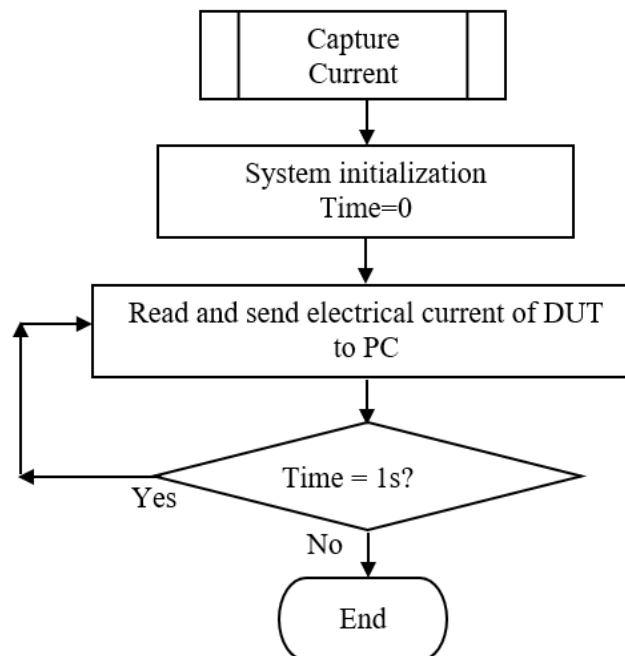 Capture
Current
System initialization
Time=0
Read and send electrical current of DUT
to PC
Time = 1s?
Yes
No
End